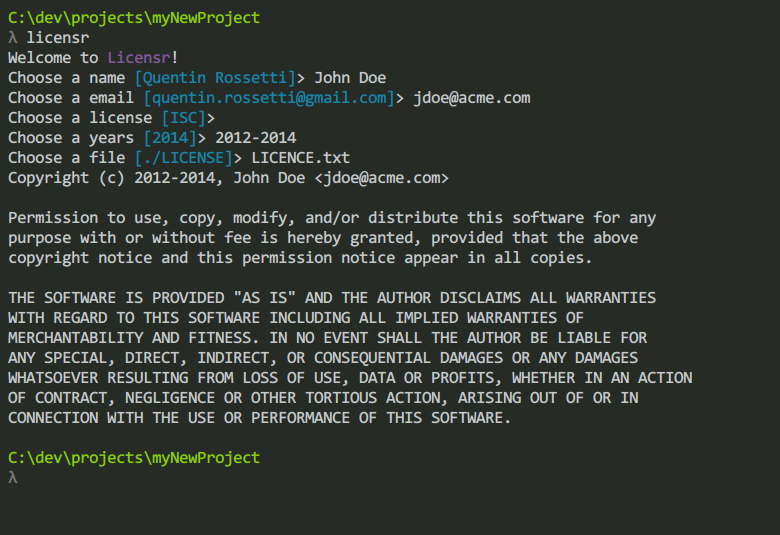 C:\dev\projects\myNewProject
λ licensr
Welcome to Licensr!
Choose a name [Quentin Rossetti]> John Doe
Choose a email [quentin.rossetti@gmail.com]> jdoe@acme.com
Choose a license [ISC]>
Choose a years [2014]> 2012-2014
Choose a file [./LICENSE]> LICENCE.txt
Copyright (c) 2012-2014, John Doe <jdoe@acme.com>
Permission to use, copy, modify, and/or distribute this software for any
purpose with or without fee is hereby granted, provided that the above
copyright notice and this permission notice appear in all copies.
THE SOFTWARE IS PROVIDED "AS IS" AND THE AUTHOR DISCLAIMS ALL WARRANTIES
WITH REGARD TO THIS SOFTWARE INCLUDING ALL IMPLIED WARRANTIES OF
MERCHANTABILITY AND FITNESS. IN NO EVENT SHALL THE AUTHOR BE LIABLE FOR
ANY SPECIAL, DIRECT, INDIRECT, OR CONSEQUENTIAL DAMAGES OR ANY DAMAGES
WHATSOEVER RESULTING FROM LOSS OF USE, DATA OR PROFITS, WHETHER IN AN ACTION
OF CONTRACT, NEGLIGENCE OR OTHER TORTIOUS ACTION, ARISING OUT OF OR IN
CONNECTION WITH THE USE OR PERFORMANCE OF THIS SOFTWARE.
C:\dev\projects\myNewProject
λ